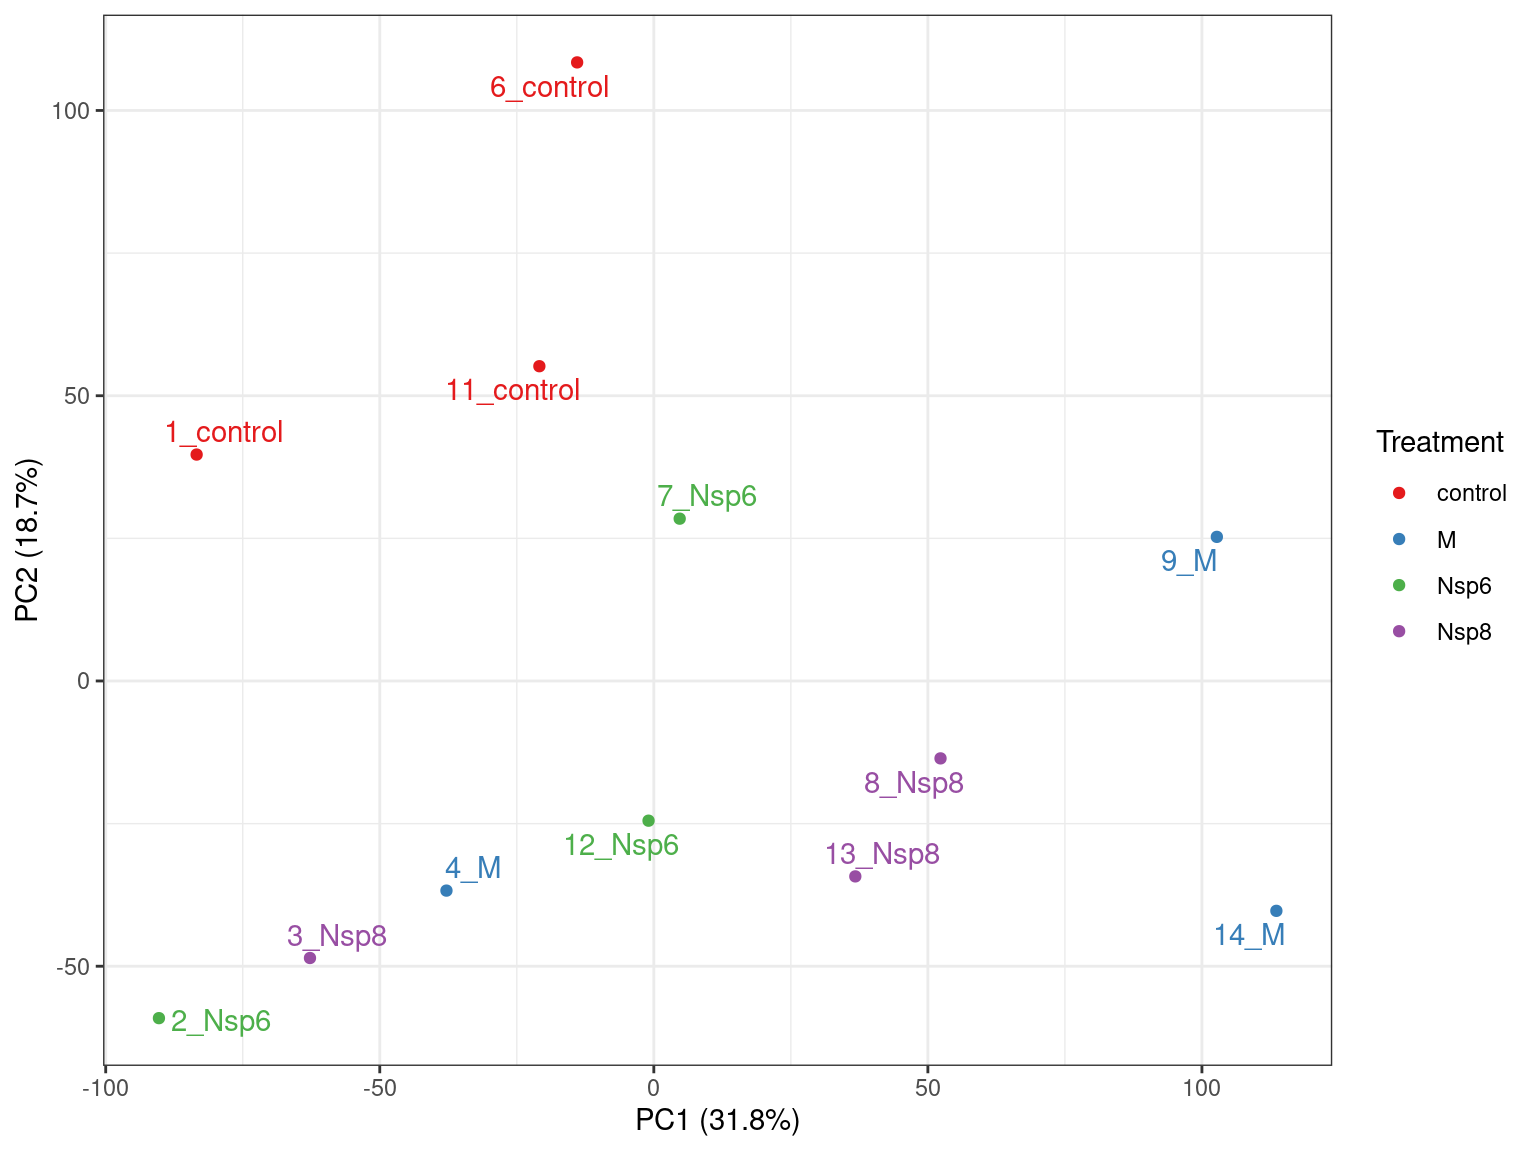 6_control
100
11_control
50
1_control
7_Nsp6
9_M
PC2 (18.7%)
Treatment
control
M
Nsp6
Nsp8
0
8_Nsp8
12_Nsp6
13_Nsp8
4_M
3_Nsp8
14_M
-50
2_Nsp6
-100
-50
0
50
100
PC1 (31.8%)